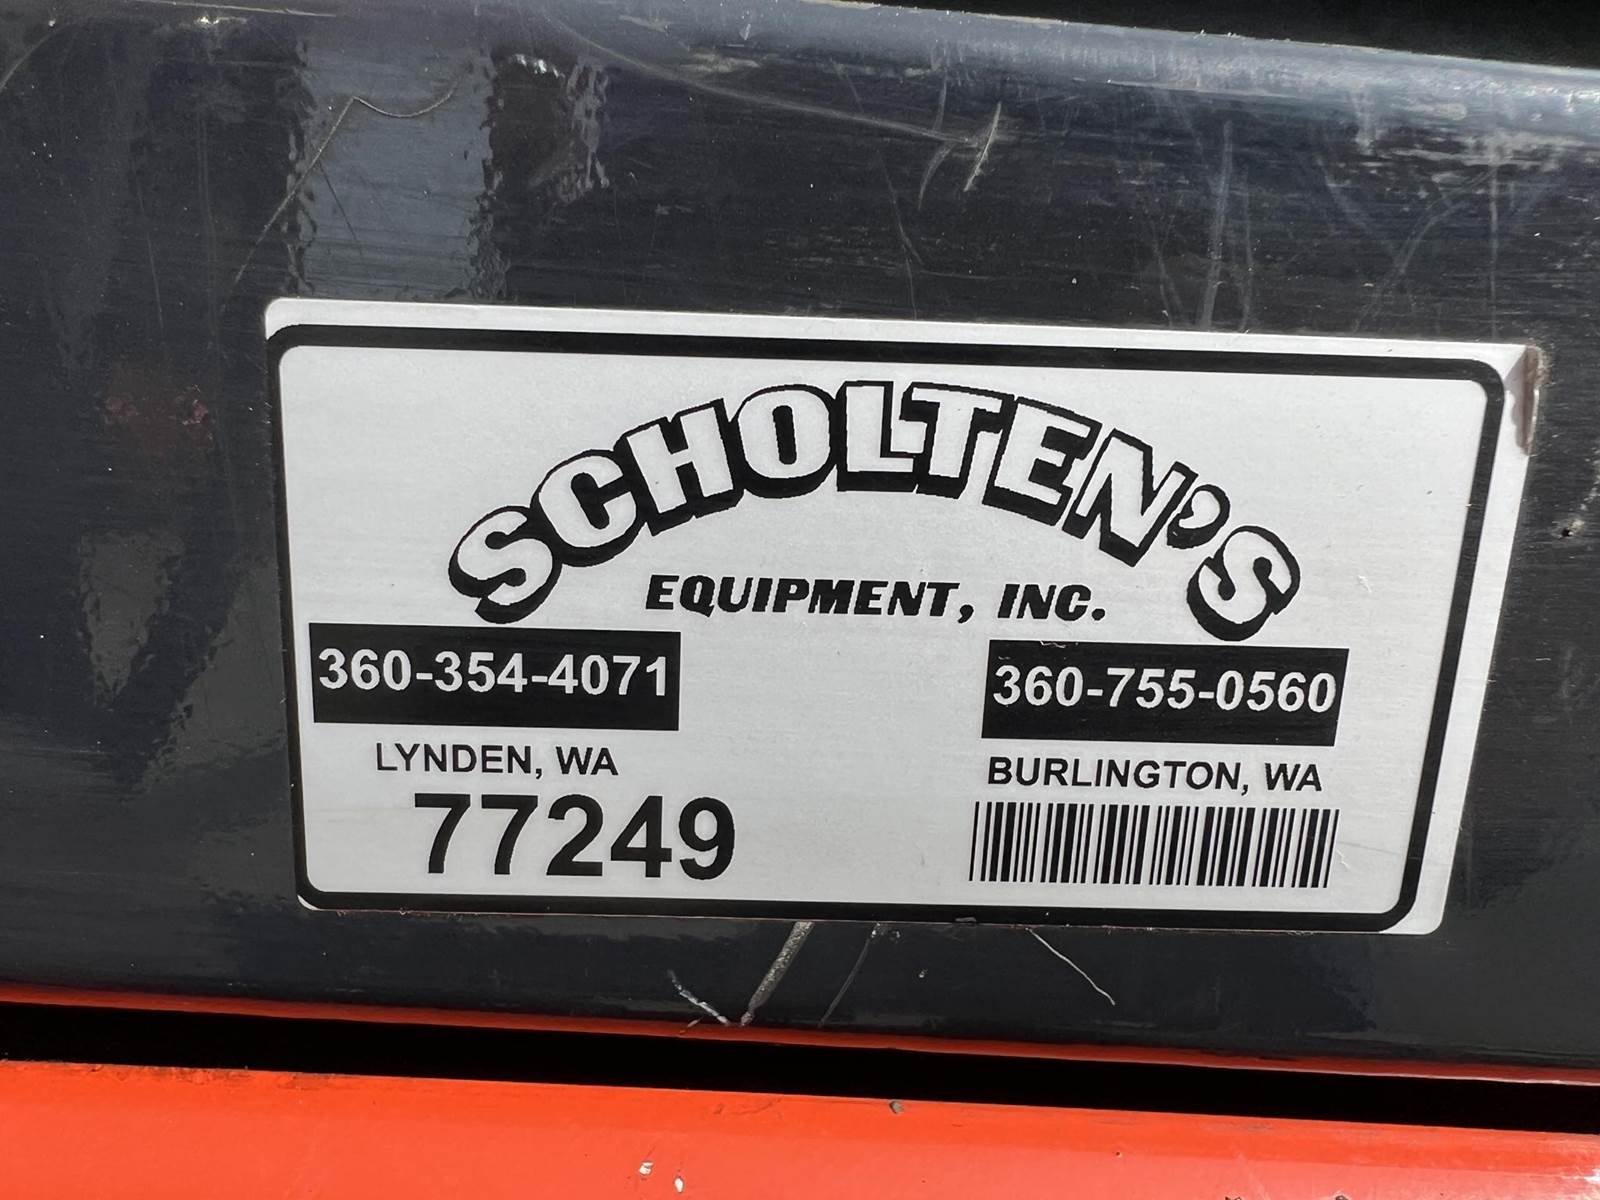 SCHOLTEN'S
EQUIPMENT, INC.
360-354-4071
360-755-0560
LYNDEN, WA
BURLINGTON, WA
77249